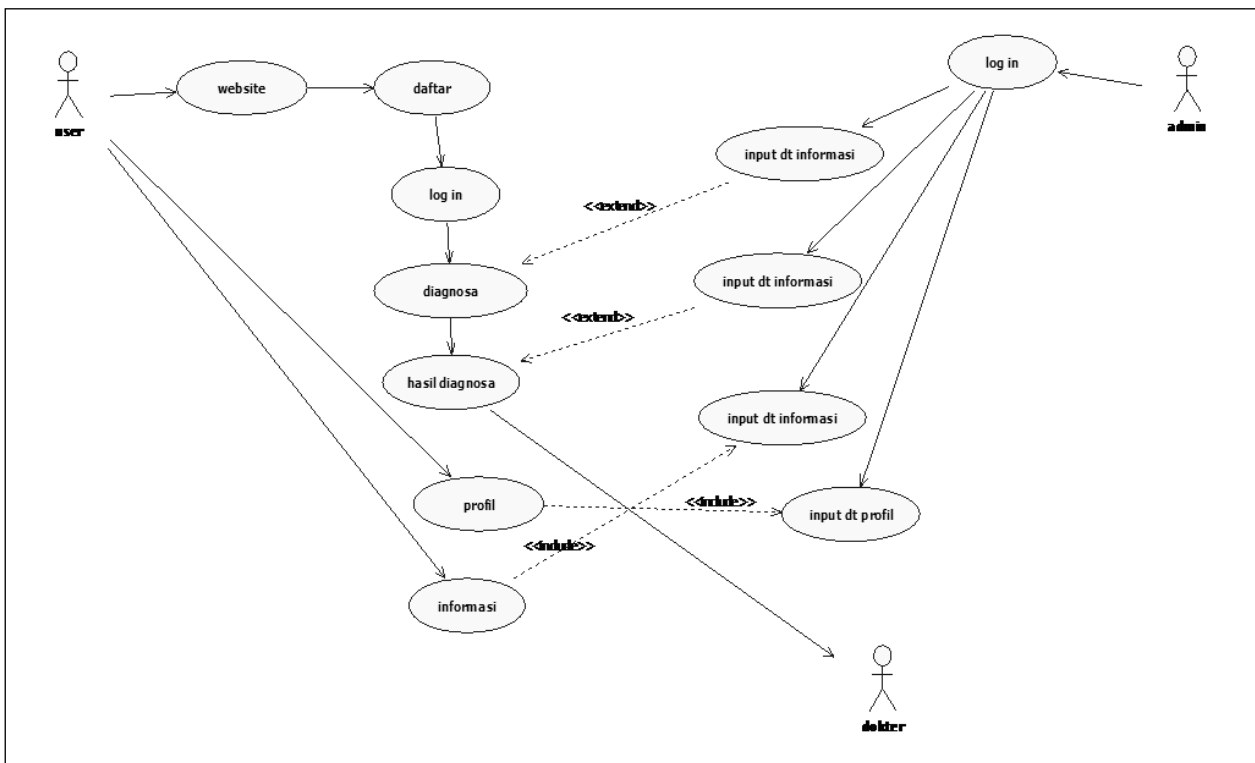 user
website
daftar
log in
admin
input dt informasi
log in
<<extend>>
diagnosa
input dt informasi
<<extend>>
hasil diagnosa
input dt informasi
profil
<<include>>
input dt profil
<<include>>
informasi
dokter